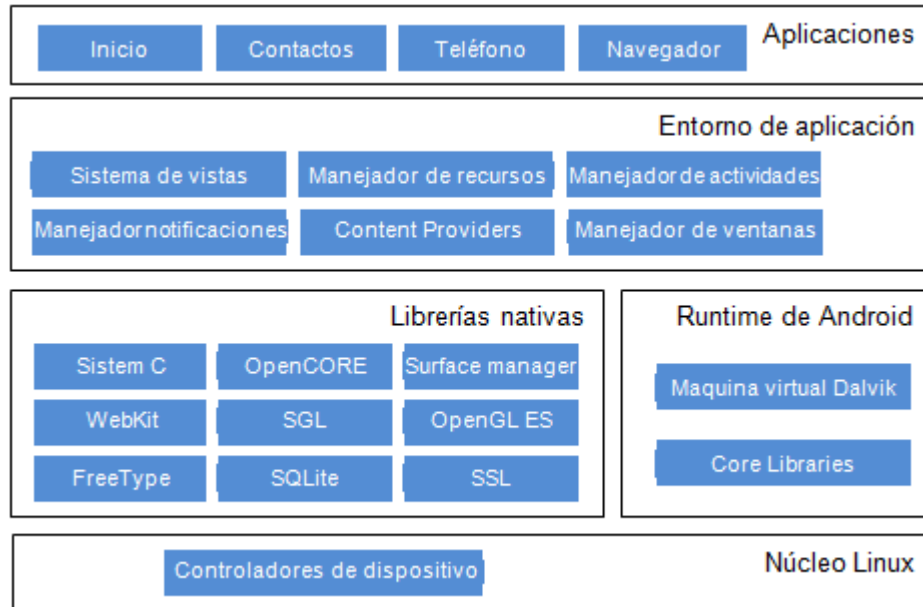 Aplicaciones
Inicio
Contactos
Teléfono
Navegador
Entorno de aplicación
Sistema de vistas
Manejador de recursos
Manejador de actividades
Manejador notificaciones
Content Providers
Manejador de ventanas
Librerías nativas
Sistem C
OpenCORE
Surface manager
WebKit
SGL
OpenGL ES
FreeType
SQLite
SSL
Runtime de Android
Maquina virtual Dalvik
Core Libraries
Núcleo Linux
Controladores de dispositivo